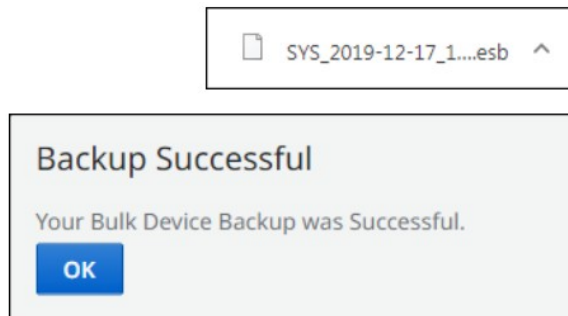 SYS_2019-12-17_1....esb
Backup Successful
Your Bulk Device Backup was Successful.
OK